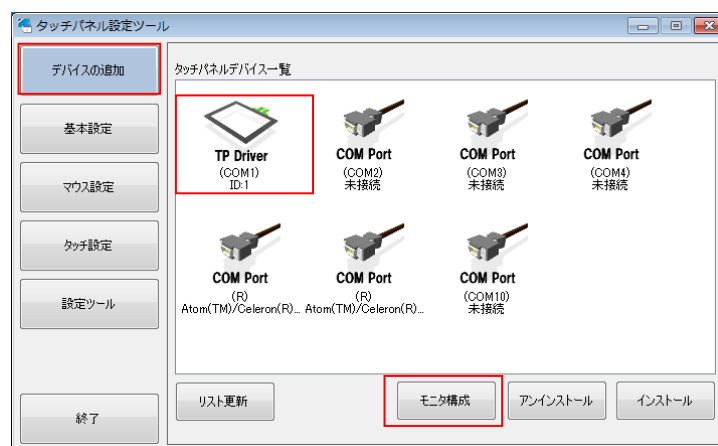 タッチパネル設定ツール
デバイスの追加
基本設定
マウス設定
タッチ設定
設定ツール
終了
タッチパネルデバイス一覧
TP Driver
(COM1)
ID:1
COM Port
(COM2)
未接続
COM Port
(COM3)
未接続
COM Port
(COM4)
未接続
COM Port
(R)
Atom(TM)/Celeron(R)...
COM Port
(R)
Atom(TM)/Celeron(R)...
COM Port
(COM10)
未接続
リスト更新
モニタ構成
アンインストール
インストール